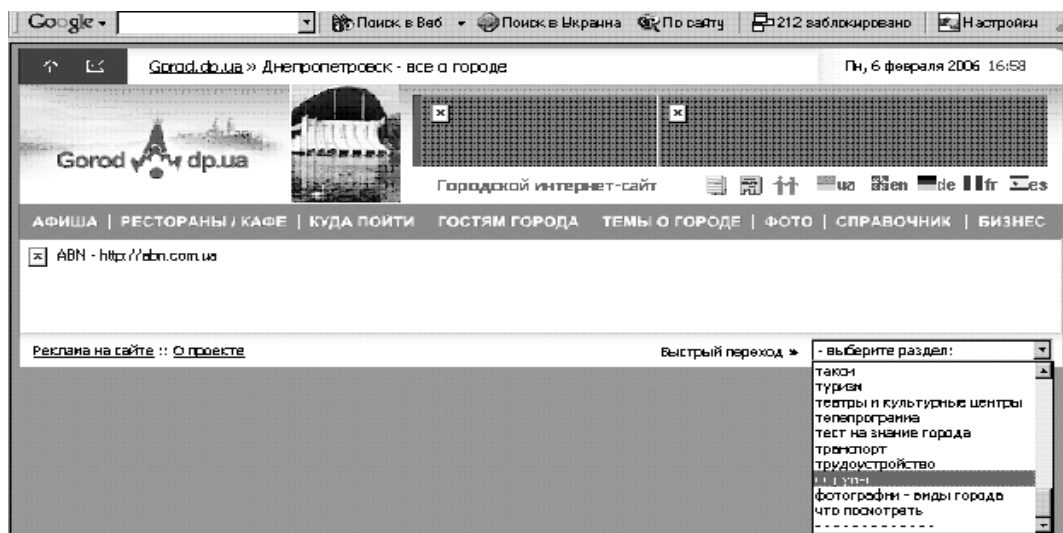 Google
Поиск в Веб Поиск в Украина По сайту 212 заблокировано Настройки
Gorod.dp.ua » Днепропетровск - все о городе
Пн, 6 февраля 2006 16:58
Gorod dp.ua
Городской интернет-сайт
ua en de fr es
АФИША | РЕСТОРАНЫ / КАФЕ | КУДА ПОЙТИ ГОСТЯМ ГОРОДА ТЕМЫ О ГОРОДЕ | ФОТО | СПРАВОЧНИК | БИЗНЕС
ABN - http://abn.com.ua
Реклама на сайте :: О проекте
Быстрый переход »
- выберите раздел:
такси
туризм
театры и культурные центры
телепрограмма
тест на знание города
транспорт
трудоустройство
фотографии - виды города
что посмотреть
- - - - - - - - - - - - -